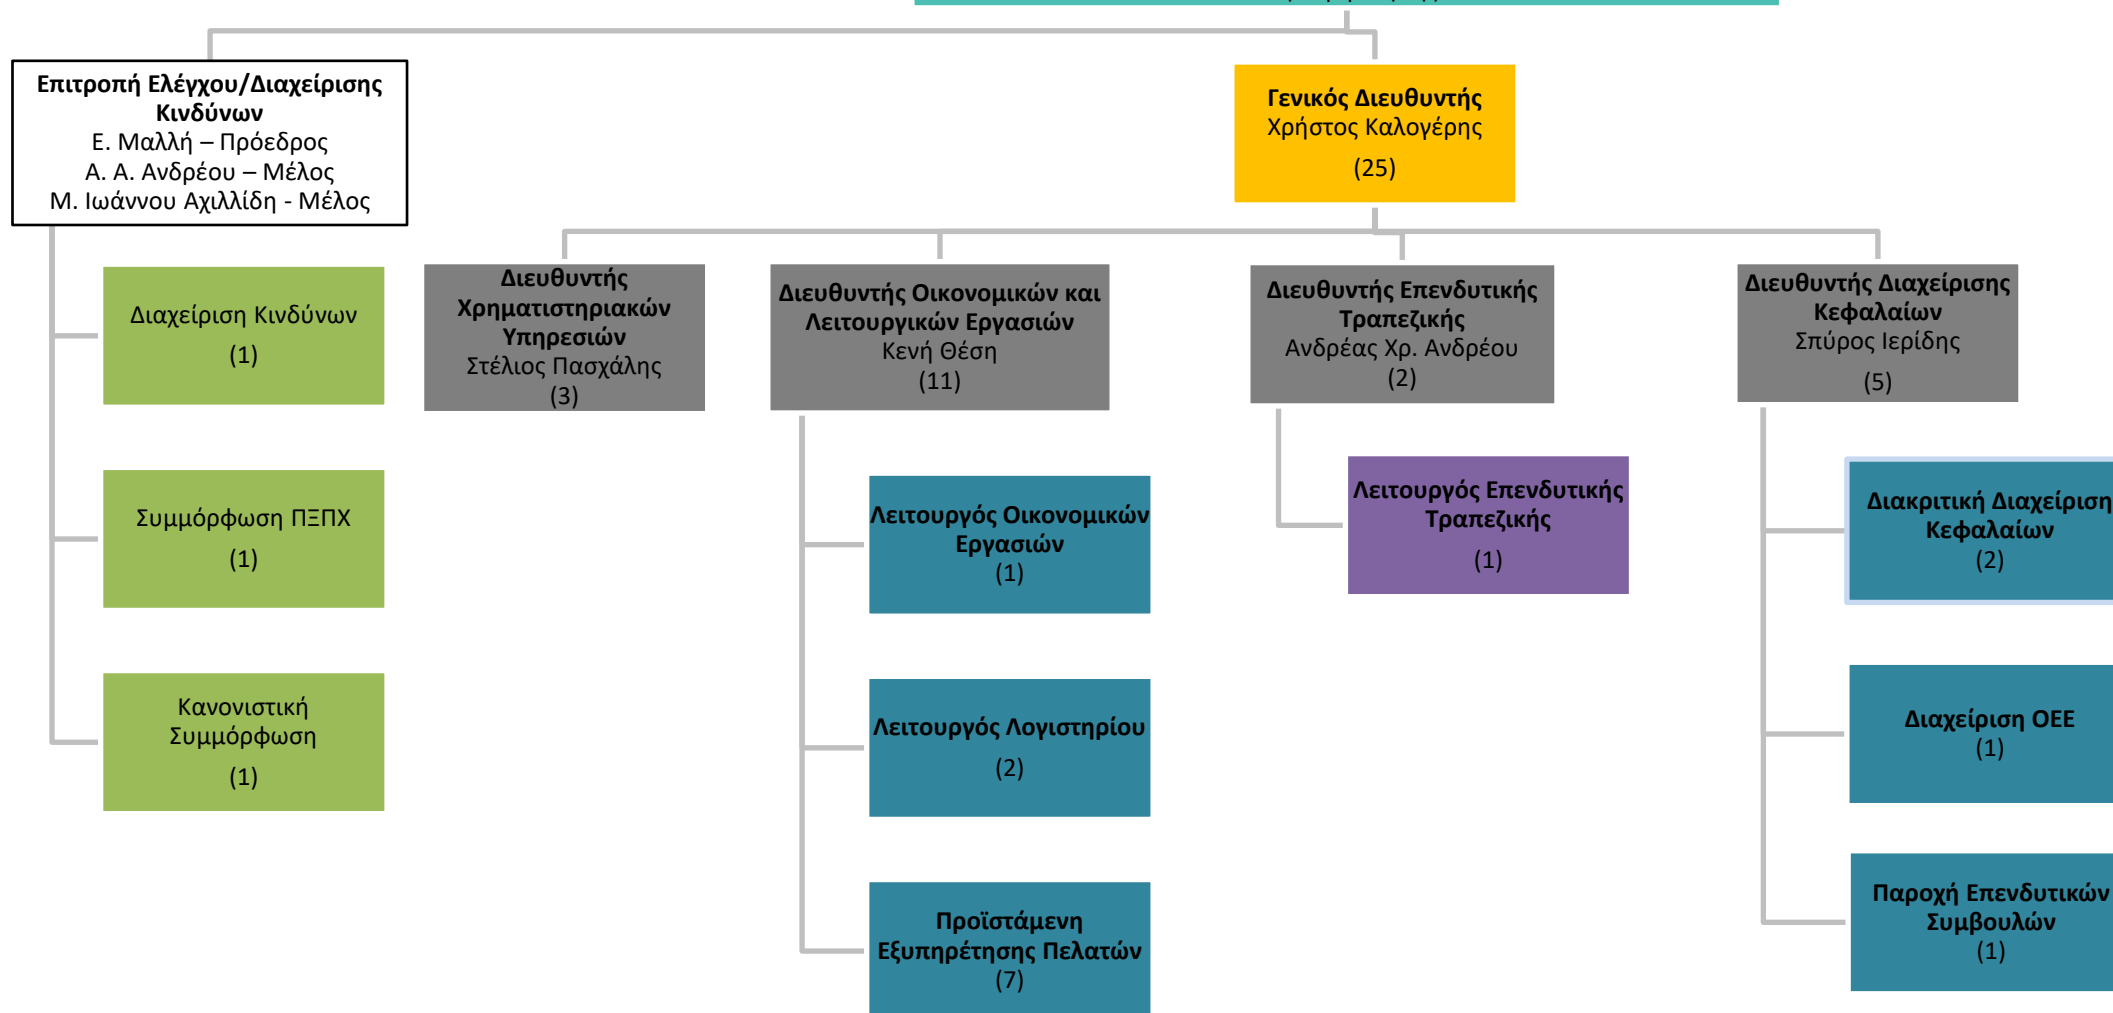 Επιτροπή Ελέγχου/Διαχείρισης
Κινδύνων
Ε. Μαλλή – Πρόεδρος
Α. Α. Ανδρέου – Μέλος
Μ. Ιωάννου Αχιλλίδη - Μέλος
Γενικός Διευθυντής
Χρήστος Καλογέρης
(25)
Διαχείριση Κινδύνων
(1)
Συμμόρφωση ΠΞΠΧ
(1)
Κανονιστική
Συμμόρφωση
(1)
Διευθυντής
Χρηματιστηριακών
Υπηρεσιών
Στέλιος Πασχάλης
(3)
Διευθυντής Οικονομικών και
Λειτουργικών Εργασιών
Κενή Θέση
(11)
Λειτουργός Οικονομικών
Εργασιών
(1)
Λειτουργός Λογιστηρίου
(2)
Προϊστάμενη
Εξυπηρέτησης Πελατών
(7)
Διευθυντής Επενδυτικής
Τραπεζικής
Ανδρέας Χρ. Ανδρέου
(2)
Λειτουργός Επενδυτικής
Τραπεζικής
(1)
Διευθυντής Διαχείρισης
Κεφαλαίων
Σπύρος Ιερίδης
(5)
Διακριτική Διαχείριση
Κεφαλαίων
(2)
Διαχείριση ΟΕΕ
(1)
Παροχή Επενδυτικών
Συμβουλών
(1)